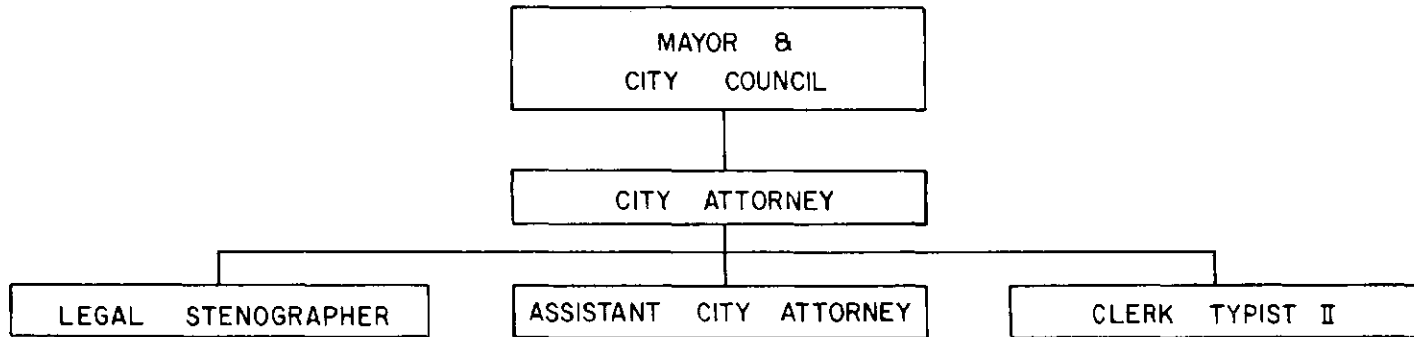 MAYOR &
CITY COUNCIL
CITY ATTORNEY
LEGAL STENOGRAPHER
ASSISTANT CITY ATTORNEY
CLERK TYPIST II